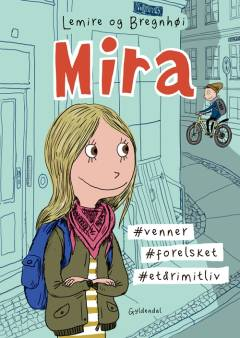 Lemire og Bregnhøi
Mira
#venner
#forelsket
#etårimitliv
Gyldendal